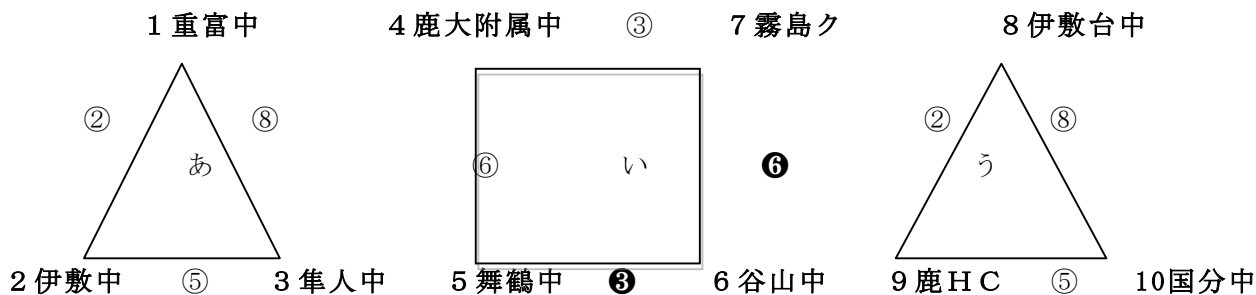 １重富中 ４鹿大附属中 ③ ７霧島ク ８伊敷台中
② ⑧ ② ⑧
あ ⑥ い ❻ う
２伊敷中 ⑤ ３隼人中 ５舞鶴中 ❸ ６谷山中 ９鹿ＨＣ ⑤ 10国分中